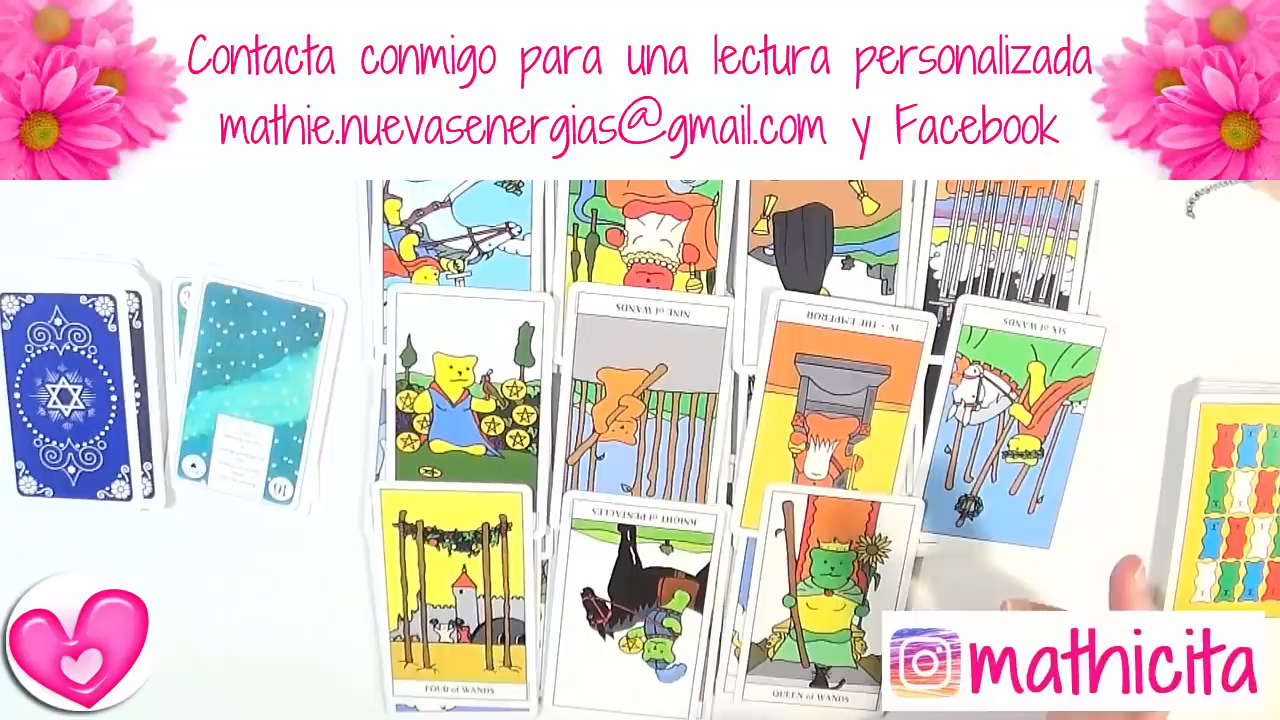 Contacta conmigo para una lectura personalizada
mathie.nuevasenergias@gmail.com y Facebook
NINE of WANDS
IV • THE EMPEROR
SIX of WANDS
16
FOUR of WANDS
KNIGHT of PENTACLES
QUEEN of WANDS
mathicita